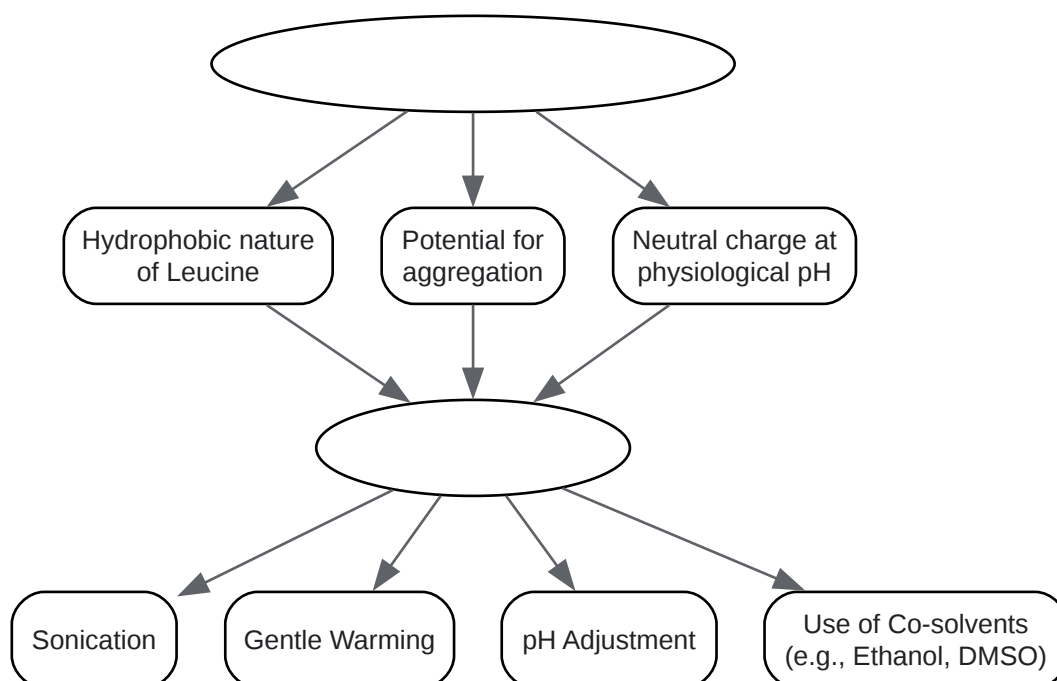 Hydrophobic nature
of Leucine
Potential for
aggregation
Neutral charge at
physiological pH
Sonication
Gentle Warming
pH Adjustment
Use of Co-solvents
(e.g., Ethanol, DMSO)